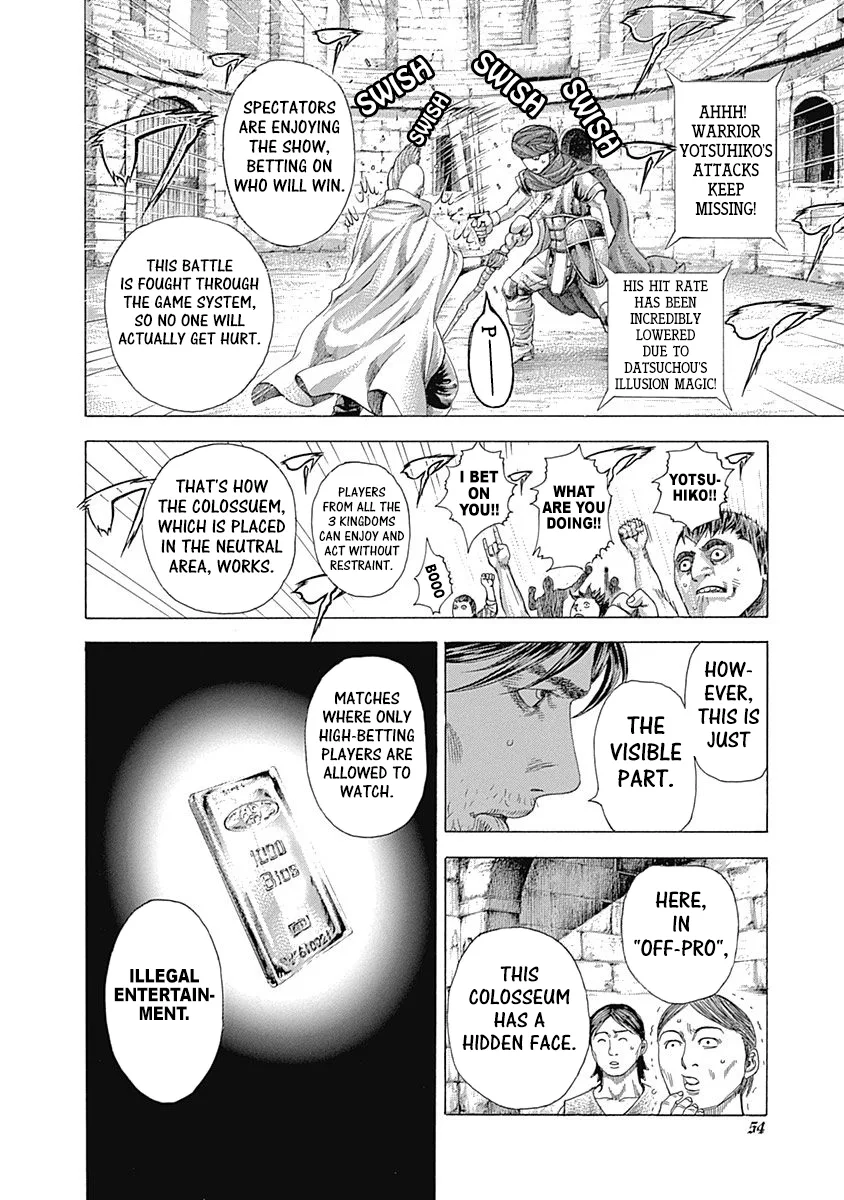 AHHH!
WARRIOR
YOTSUHIKO'S
ATTACKS
KEEP
MISSING!
HIS HIT RATE
HAS BEEN
INCREDIBLY
LOWERED
DUE TO
DATSUCHOU'S
ILLUSION MAGIC!
SWISH
SWISH
SWISH
SWISH
P
SPECTATORS
ARE ENJOYING
THE SHOW,
BETTING ON
WHO WILL WIN.
THIS BATTLE
IS FOUGHT THROUGH
THE GAME SYSTEM,
SO NO ONE WILL
ACTUALLY GET HURT.
YOTSU-
HIKO!!
WHAT
ARE YOU
DOING!!
I BET
ON
YOU!!
BOOO
PLAYERS
FROM ALL THE
3 KINGDOMS
CAN ENJOY AND
ACT WITHOUT
RESTRAINT.
THAT'S HOW
THE COLOSSUEM,
WHICH IS PLACED
IN THE NEUTRAL
AREA, WORKS.
HOW-
EVER,
THIS IS
JUST
THE
VISIBLE
PART.
HERE,
IN
"OFF-PRO",
THIS
COLOSSEUM
HAS A
HIDDEN FACE.
MATCHES
WHERE ONLY
HIGH-BETTING
PLAYERS ARE
ALLOWED TO
WATCH.
1000
Bios
ILLEGAL
ENTERTAIN-
MENT.
54